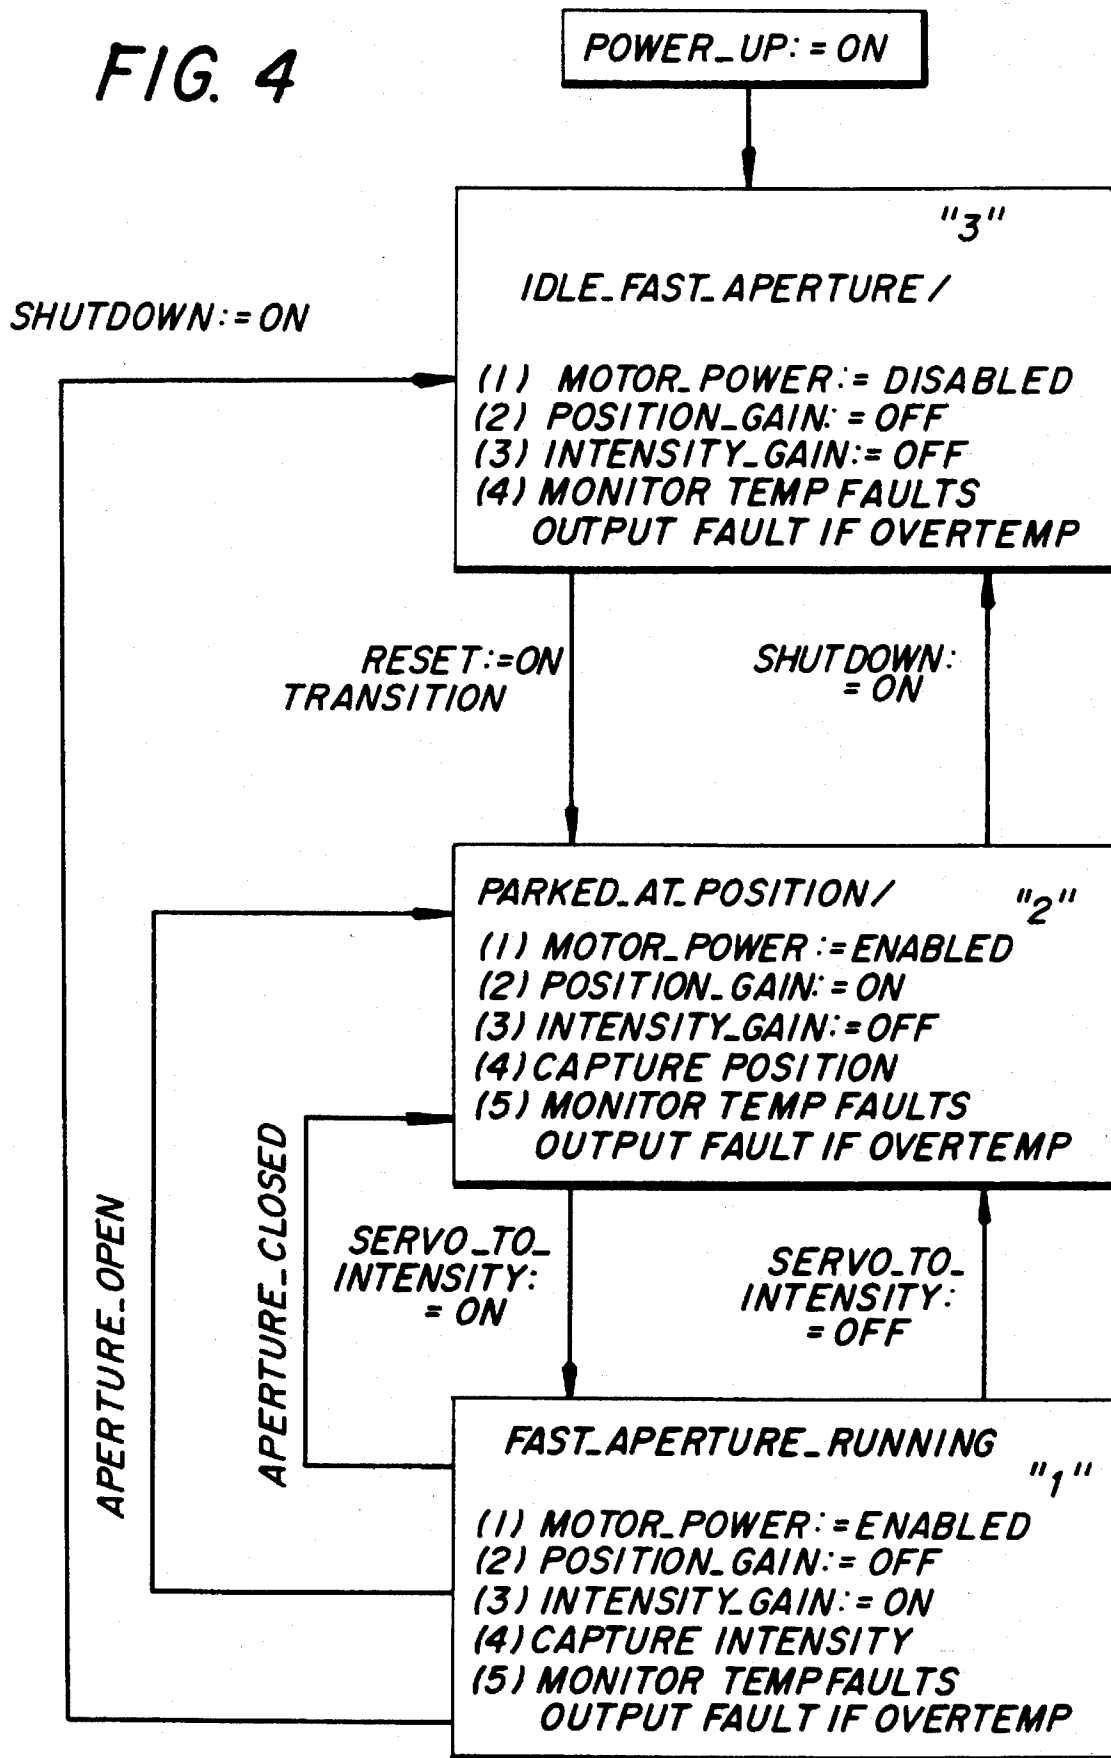 FIG. 4
POWER_UP:=ON
"3"
IDLE_FAST_APERTURE/
SHUTDOWN:=ON
(1) MOTOR_POWER:=DISABLED
(2) POSITION_GAIN:=OFF
(3) INTENSITY_GAIN:=OFF
(4) MONITOR TEMP FAULTS
OUTPUT FAULT IF OVERTEMP
RESET:=ON
TRANSITION
SHUTDOWN:
=ON
PARKED_AT_POSITION/
"2"
(1) MOTOR_POWER:=ENABLED
(2) POSITION_GAIN:=ON
(3) INTENSITY_GAIN:=OFF
(4) CAPTURE POSITION
(5) MONITOR TEMP FAULTS
OUTPUT FAULT IF OVERTEMP
APERTURE_OPEN
APERTURE_CLOSED
SERVO_TO_
INTENSITY:
=ON
SERVO_TO_
INTENSITY:
=OFF
FAST_APERTURE_RUNNING
"1"
(1) MOTOR_POWER:=ENABLED
(2) POSITION_GAIN:=OFF
(3) INTENSITY_GAIN:=ON
(4) CAPTURE INTENSITY
(5) MONITOR TEMP FAULTS
OUTPUT FAULT IF OVERTEMP